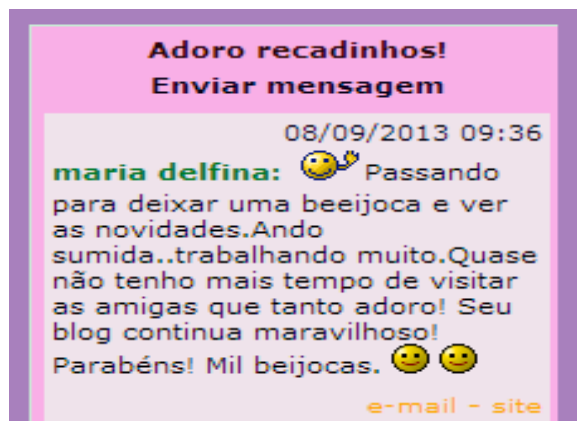 Adoro recadinhos!
Enviar mensagem
08/09/2013 09:36
maria delfina: Passando
para deixar uma beeijoca e ver
as novidades.Ando
sumida..trabalhando muito.Quase
não tenho mais tempo de visitar
as amigas que tanto adoro! Seu
blog continua maravilhoso!
Parabéns! Mil beijocas.
e-mail - site